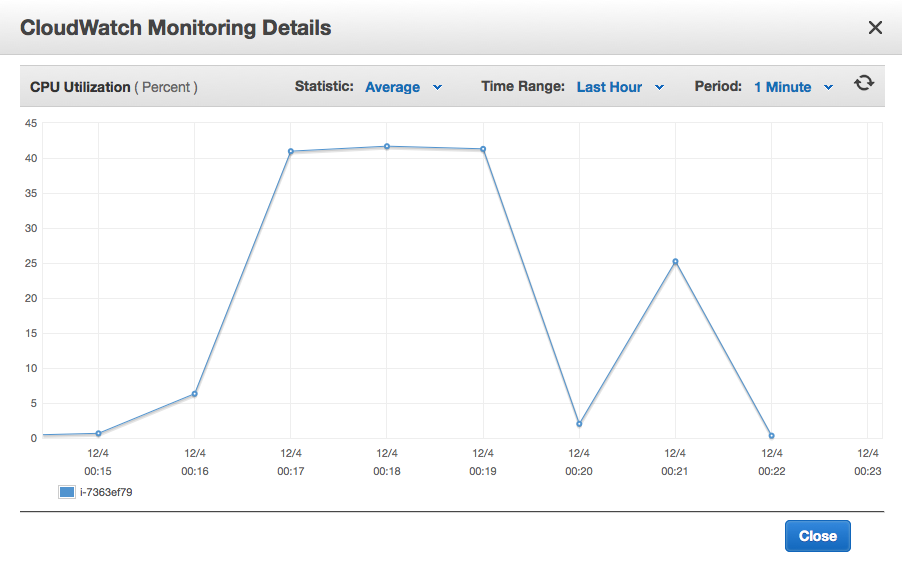 CloudWatch Monitoring Details
CPU Utilization ( Percent ) Statistic: Average Time Range: Last Hour Period: 1 Minute
45
40
35
30
25
20
15
10
5
0
12/4 12/4 12/4 12/4 12/4 12/4 12/4 12/4 12/4
00:15 00:16 00:17 00:18 00:19 00:20 00:21 00:22 00:23
i-7363ef79
Close